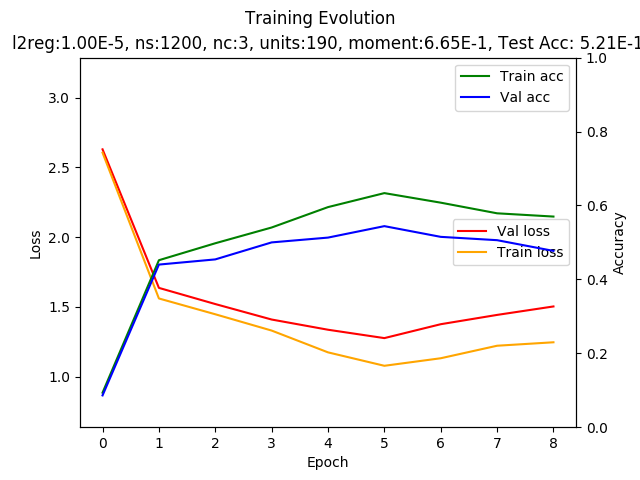 Training Evolution
l2reg:1.00E-5, ns:1200, nc:3, units:190, moment:6.65E-1, Test Acc: 5.21E-1
Train acc
Val acc
Val loss
Train loss
3.0
2.5
2.0
1.5
1.0
Loss
1.0
0.8
0.6
0.4
0.2
0.0
Accuracy
0 1 2 3 4 5 6 7 8
Epoch